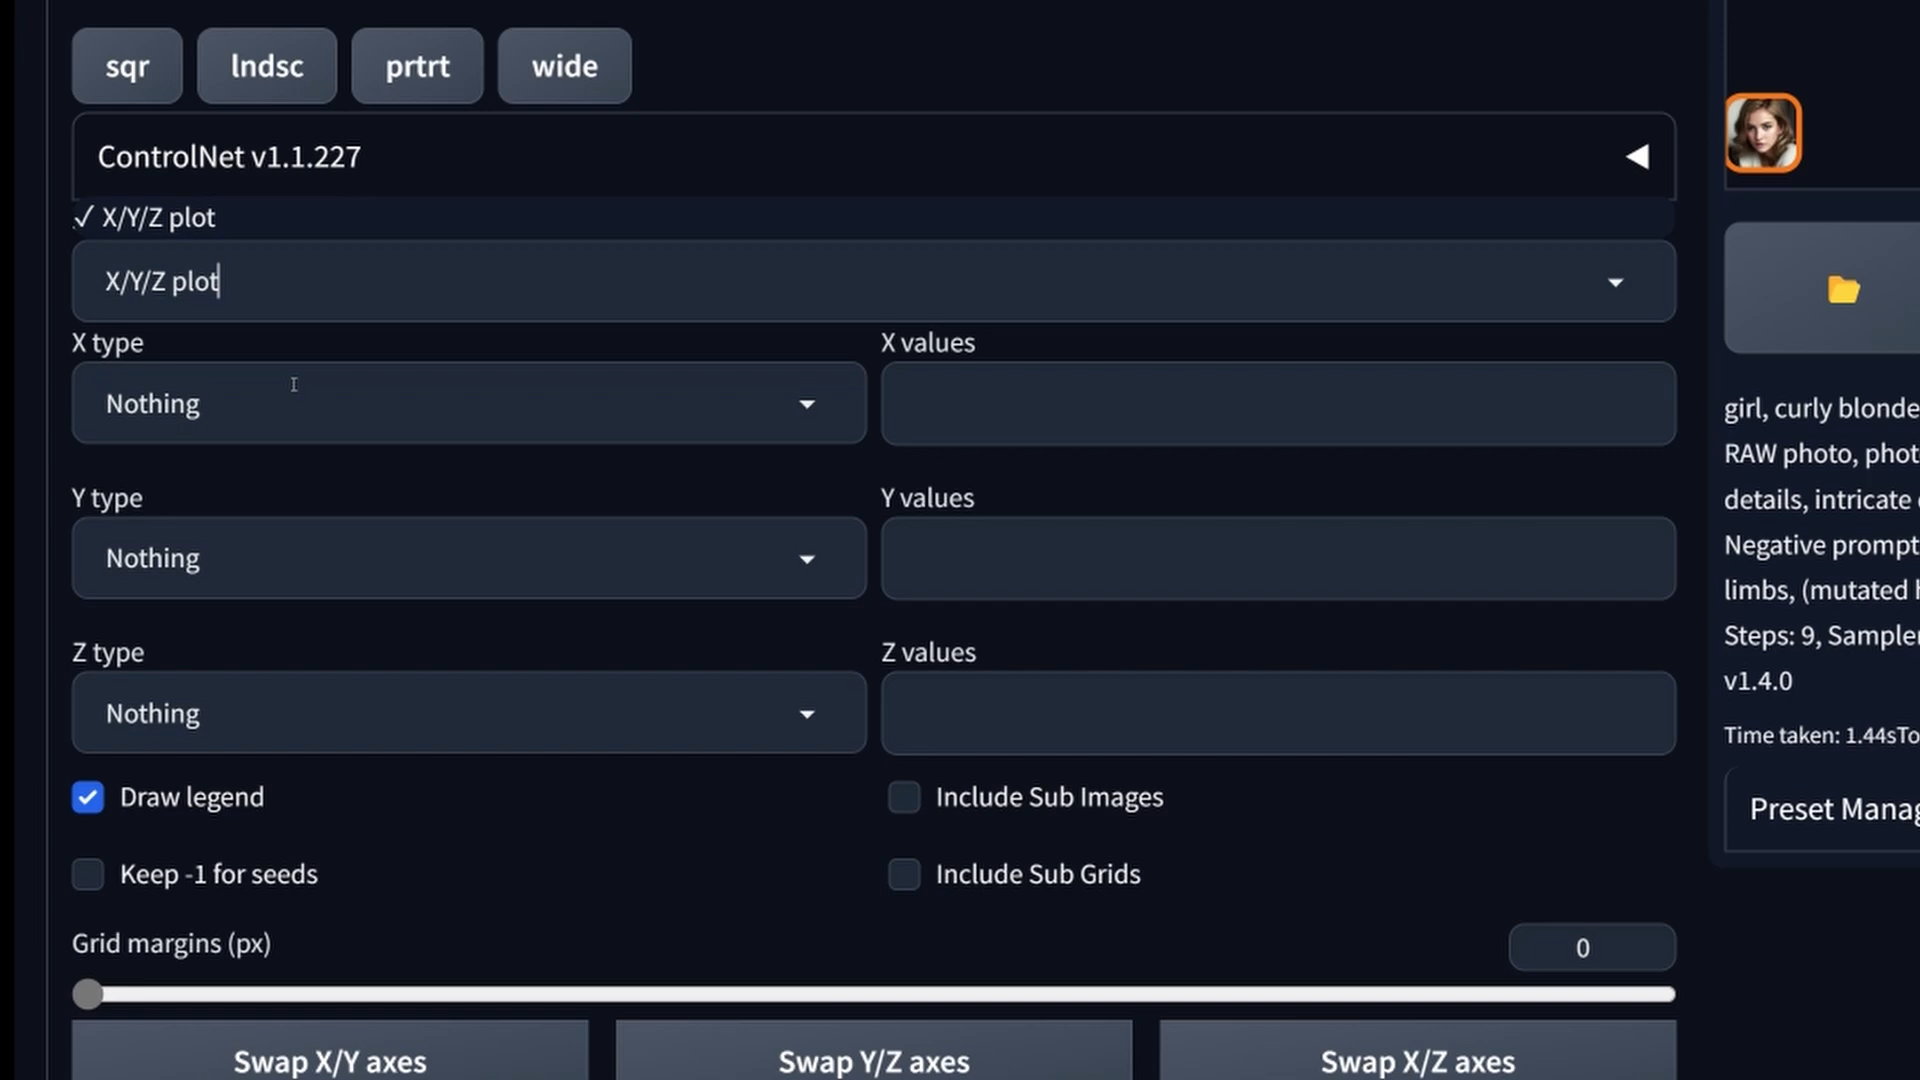 sqr lndsc prtrt wide
ControlNet v1.1.227
✓ X/Y/Z plot
X/Y/Z plot
X type X values
Nothing
Y type Y values
Nothing
Z type Z values
Nothing
Draw legend Include Sub Images
Keep -1 for seeds Include Sub Grids
Grid margins (px) 0
Swap X/Y axes Swap Y/Z axes Swap X/Z axes
girl, curly blonde
RAW photo, phot
details, intricate
Negative prompt
limbs, (mutated
Steps: 9, Sampler
v1.4.0
Time taken: 1.44sTo
Preset Manag